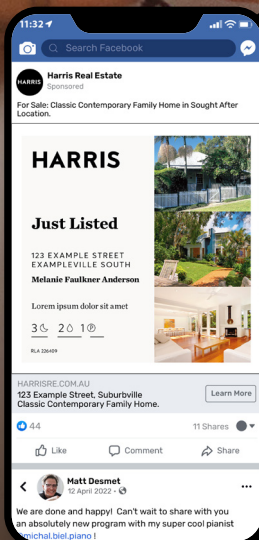 11:32
Search Facebook
HARRIS
Harris Real Estate
Sponsored
For Sale: Classic Contemporary Family Home in Sought After
Location.
HARRIS
Just Listed
123 EXAMPLE STREET
EXAMPLEVILLE SOUTH
Melanie Faulkner Anderson
Lorem ipsum dolor sit amet
3 2 1 P
RLA 226409
HARRISRE.COM.AU
123 Example Street, Suburbville
Classic Contemporary Family Home.
Learn More
44
11 Shares
Like
Comment
Share
Matt Desmet
12 April 2022 ·
We are done and happy! Can't wait to share with you
an absolutely new program with my super cool pianist
@michal.biel.piano !